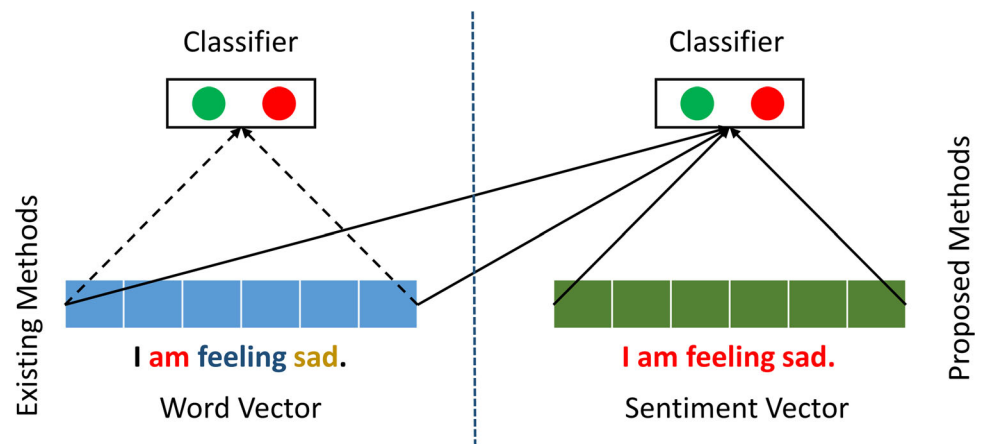 Existing Methods
Classifier
I am feeling sad.
Word Vector
Classifier
I am feeling sad.
Sentiment Vector
Proposed Methods